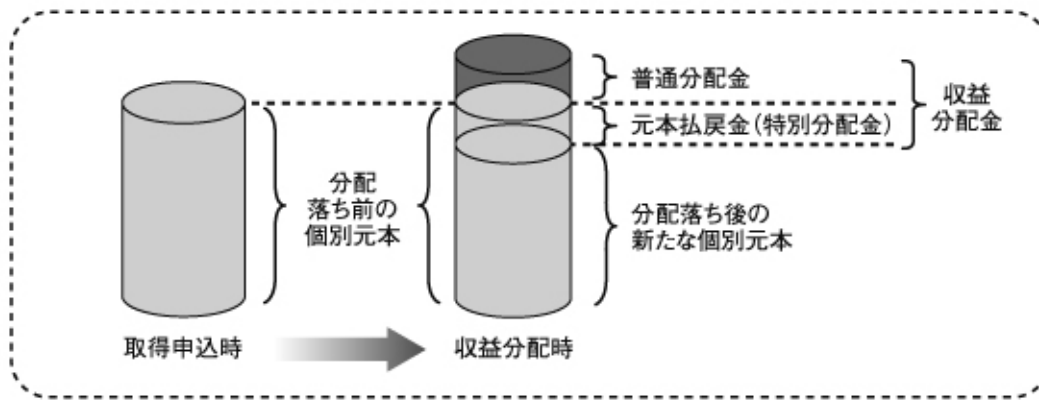 普通分配金
元本払戻金（特別分配金）
収益
分配金
分配
落ち前の
個別元本
分配落ち後の
新たな個別元本
取得申込時
収益分配時